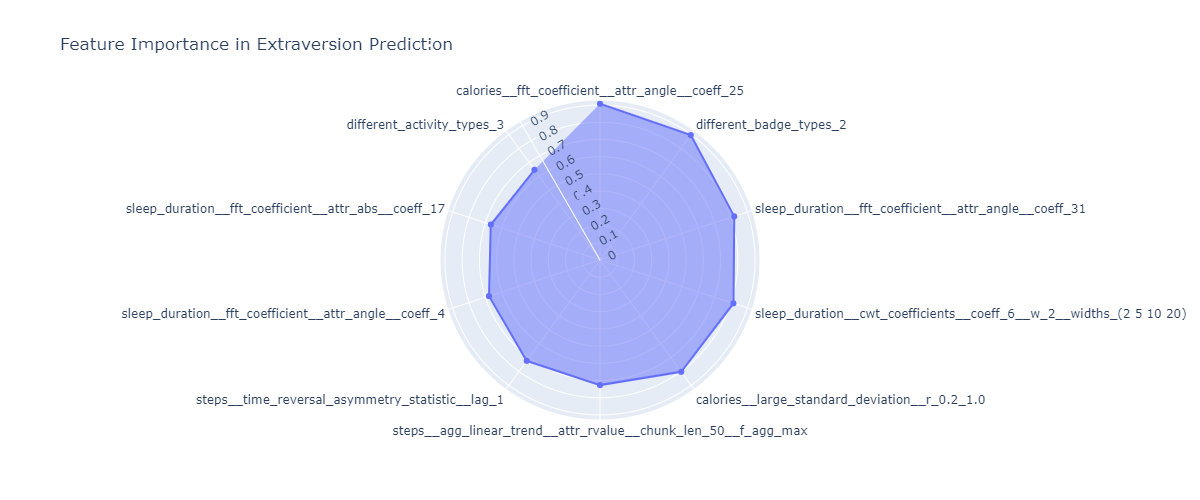 Feature Importance in Extraversion Prediction
calories__fft_coefficient__attr_angle__coeff_25
different_activity_types_3
different_badge_types_2
0.9
0.8
0.7
0.6
0.5
0.4
0.3
0.2
0.1
0
sleep_duration__fft_coefficient__attr_abs__coeff_17
sleep_duration__fft_coefficient__attr_angle__coeff_31
sleep_duration__fft_coefficient__attr_angle__coeff_4
sleep_duration__cwt_coefficients__coeff_6__w_2__widths_(2 5 10 20)
steps__time_reversal_asymmetry_statistic__lag_1
calories__large_standard_deviation__r_0.2_1.0
steps__agg_linear_trend__attr_rvalue__chunk_len_50__f_agg_max